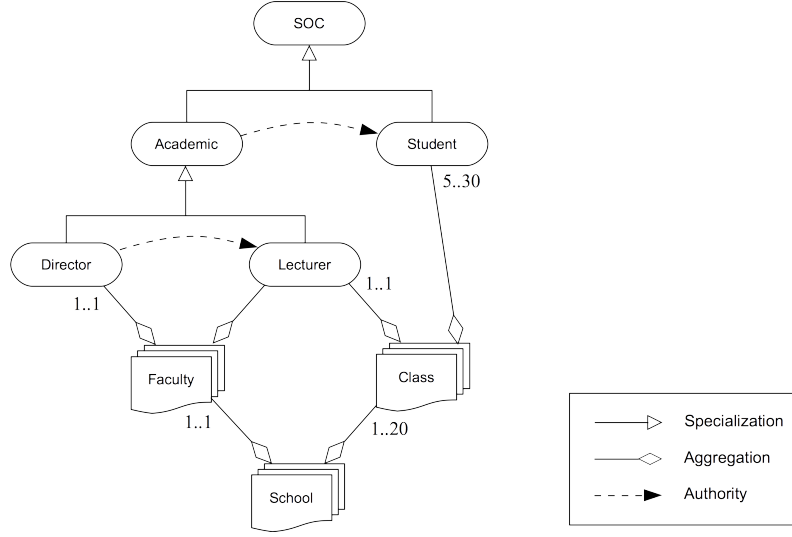 SOC
Academic
Student
5..30
Director
Lecturer
1..1
1..1
Faculty
Class
1..1
1..20
School
Specialization
Aggregation
Authority